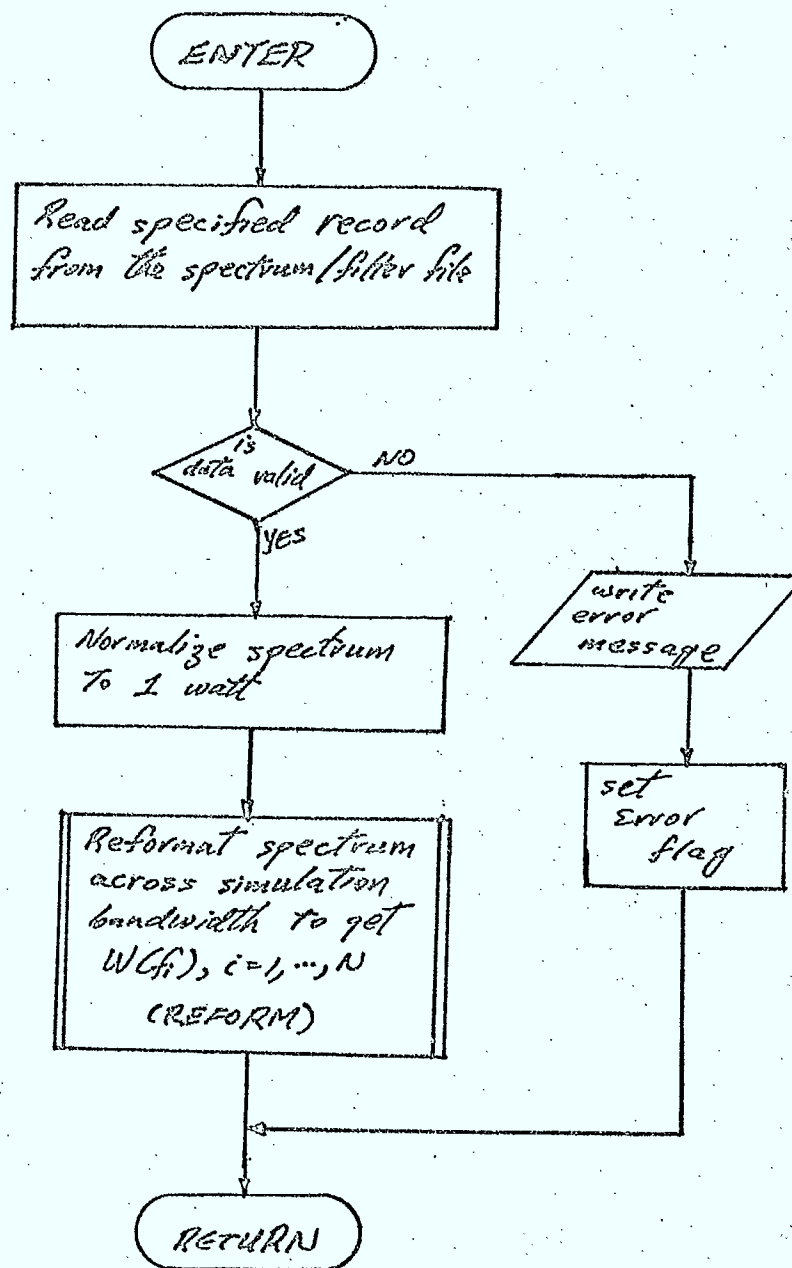 ENTER
Read specified record
from the spectrum/filter file
is
data valid
NO
yes
write
error
message
Normalize spectrum
To 1 watt
set
Error
flag
Reformat spectrum
across simulation
bandwidth to get
W(fi), i=1, ..., N
(REFORM)
RETURN